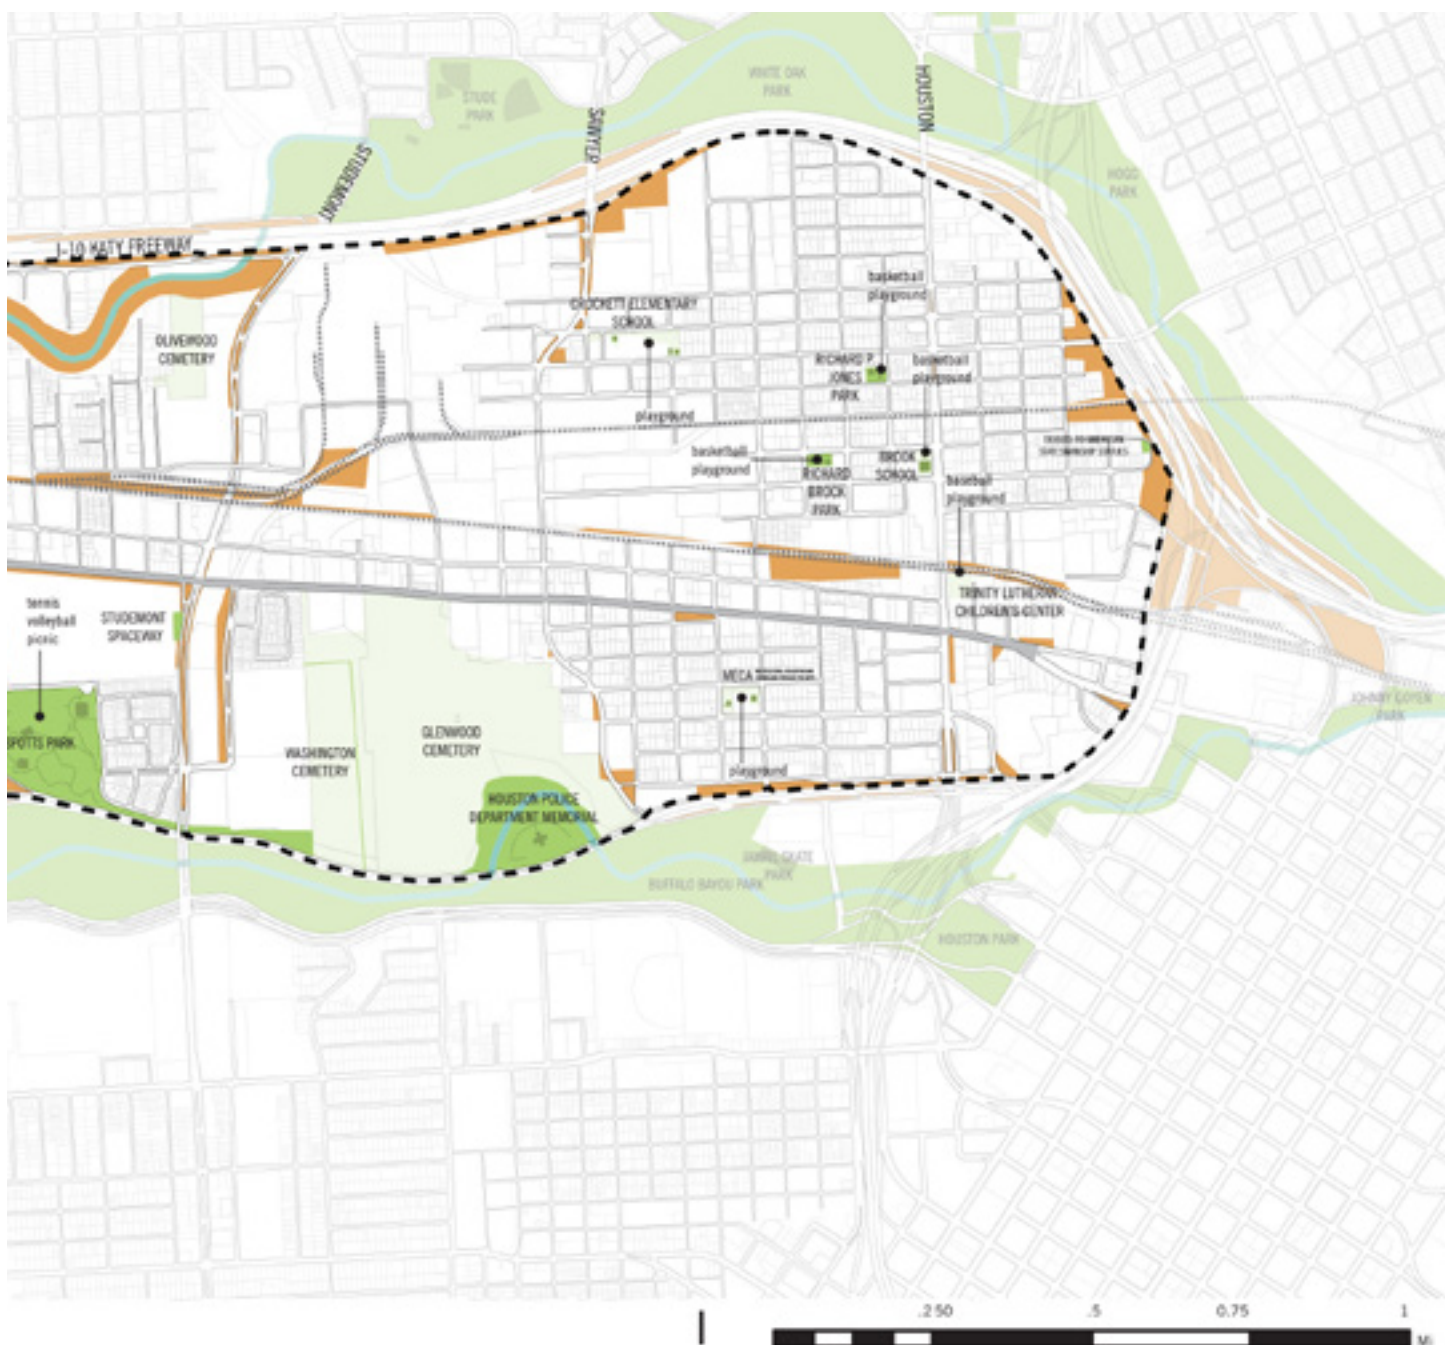 WHITE OAK
PARK
STUDE
PARK
HOUSTON
SAWYER
STUDEMONT
HOGG
PARK
I-10 KATY FREEWAY
basketball
playground
CROCKETT ELEMENTARY
SCHOOL
OLIVEWOOD
CEMETERY
RICHARD P
JONES
PARK
basketball
playground
playground
basketball
playground
BROOK
SCHOOL
RICHARD
BROCK
PARK
baseball
playground
TRINITY LUTHERAN
CHILDREN'S CENTER
tennis
volleyball
picnic
STUDEMONT
SPACEWAY
MECA
JOHNNY GOYEN
PARK
SPOTTS PARK
GLENWOOD
CEMETERY
WASHINGTON
CEMETERY
playground
HOUSTON POLICE
DEPARTMENT MEMORIAL
PARK
BUFFALO BAYOU PARK
HOUSTON PARK
.250 .5 0.75 1
Mi